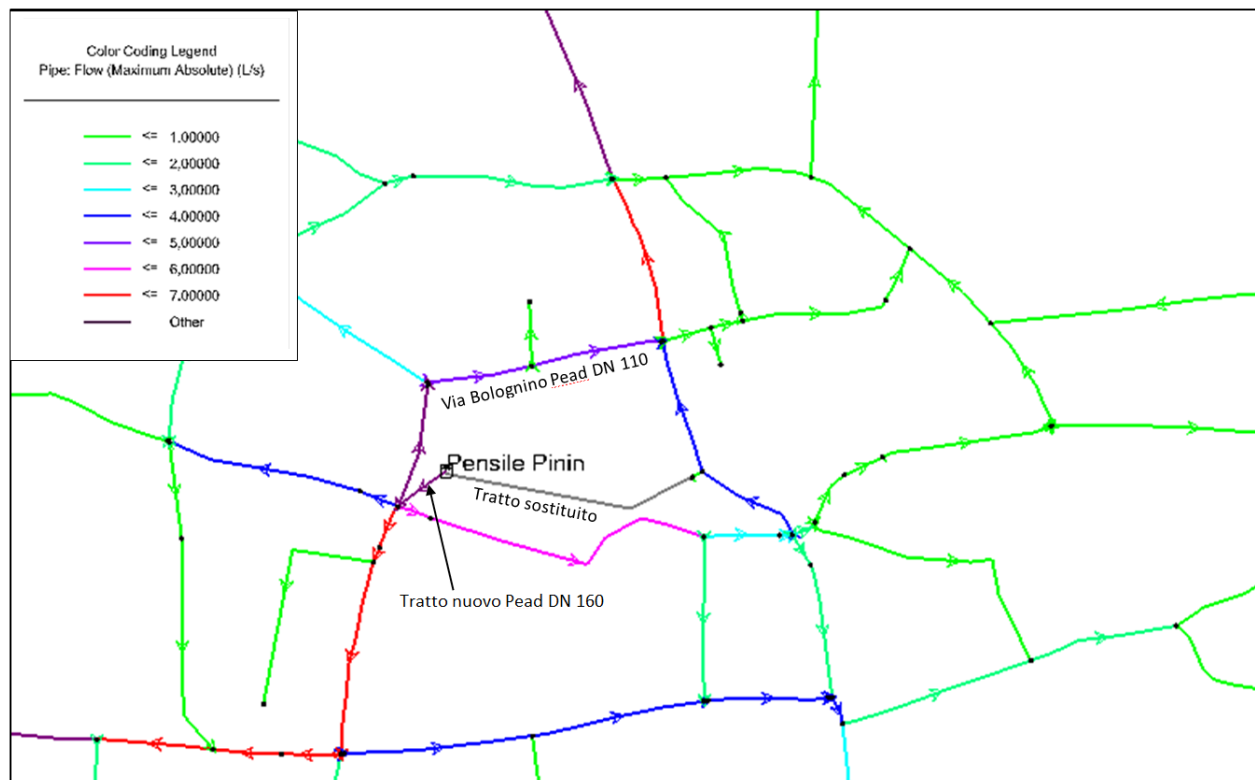 Color Coding Legend
Pipe: Flow (Maximum Absolute) (L/s)
<= 1,00000
<= 2,00000
<= 3,00000
<= 4,00000
<= 5,00000
<= 6,00000
<= 7,00000
Other
Via Bolognino Pead DN 110
Pensile Pinin
Tratto sostituito
Tratto nuovo Pead DN 160